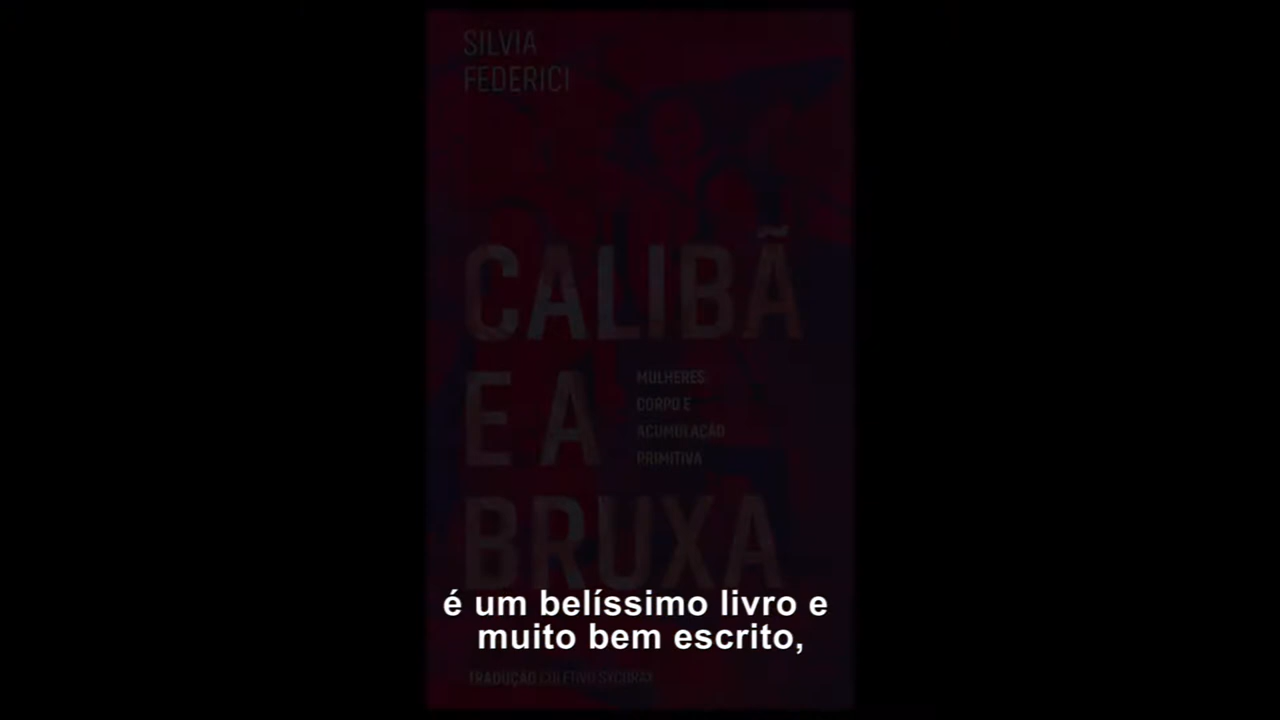 SILVIA
FEDERICI
CALIBÃ
E A
MULHERES
CORPO E
ACUMULAÇÃO
PRIMITIVA
BRUXA
é um belíssimo livro e
muito bem escrito,
TRADUÇÃO COLETIVO SYCORAX